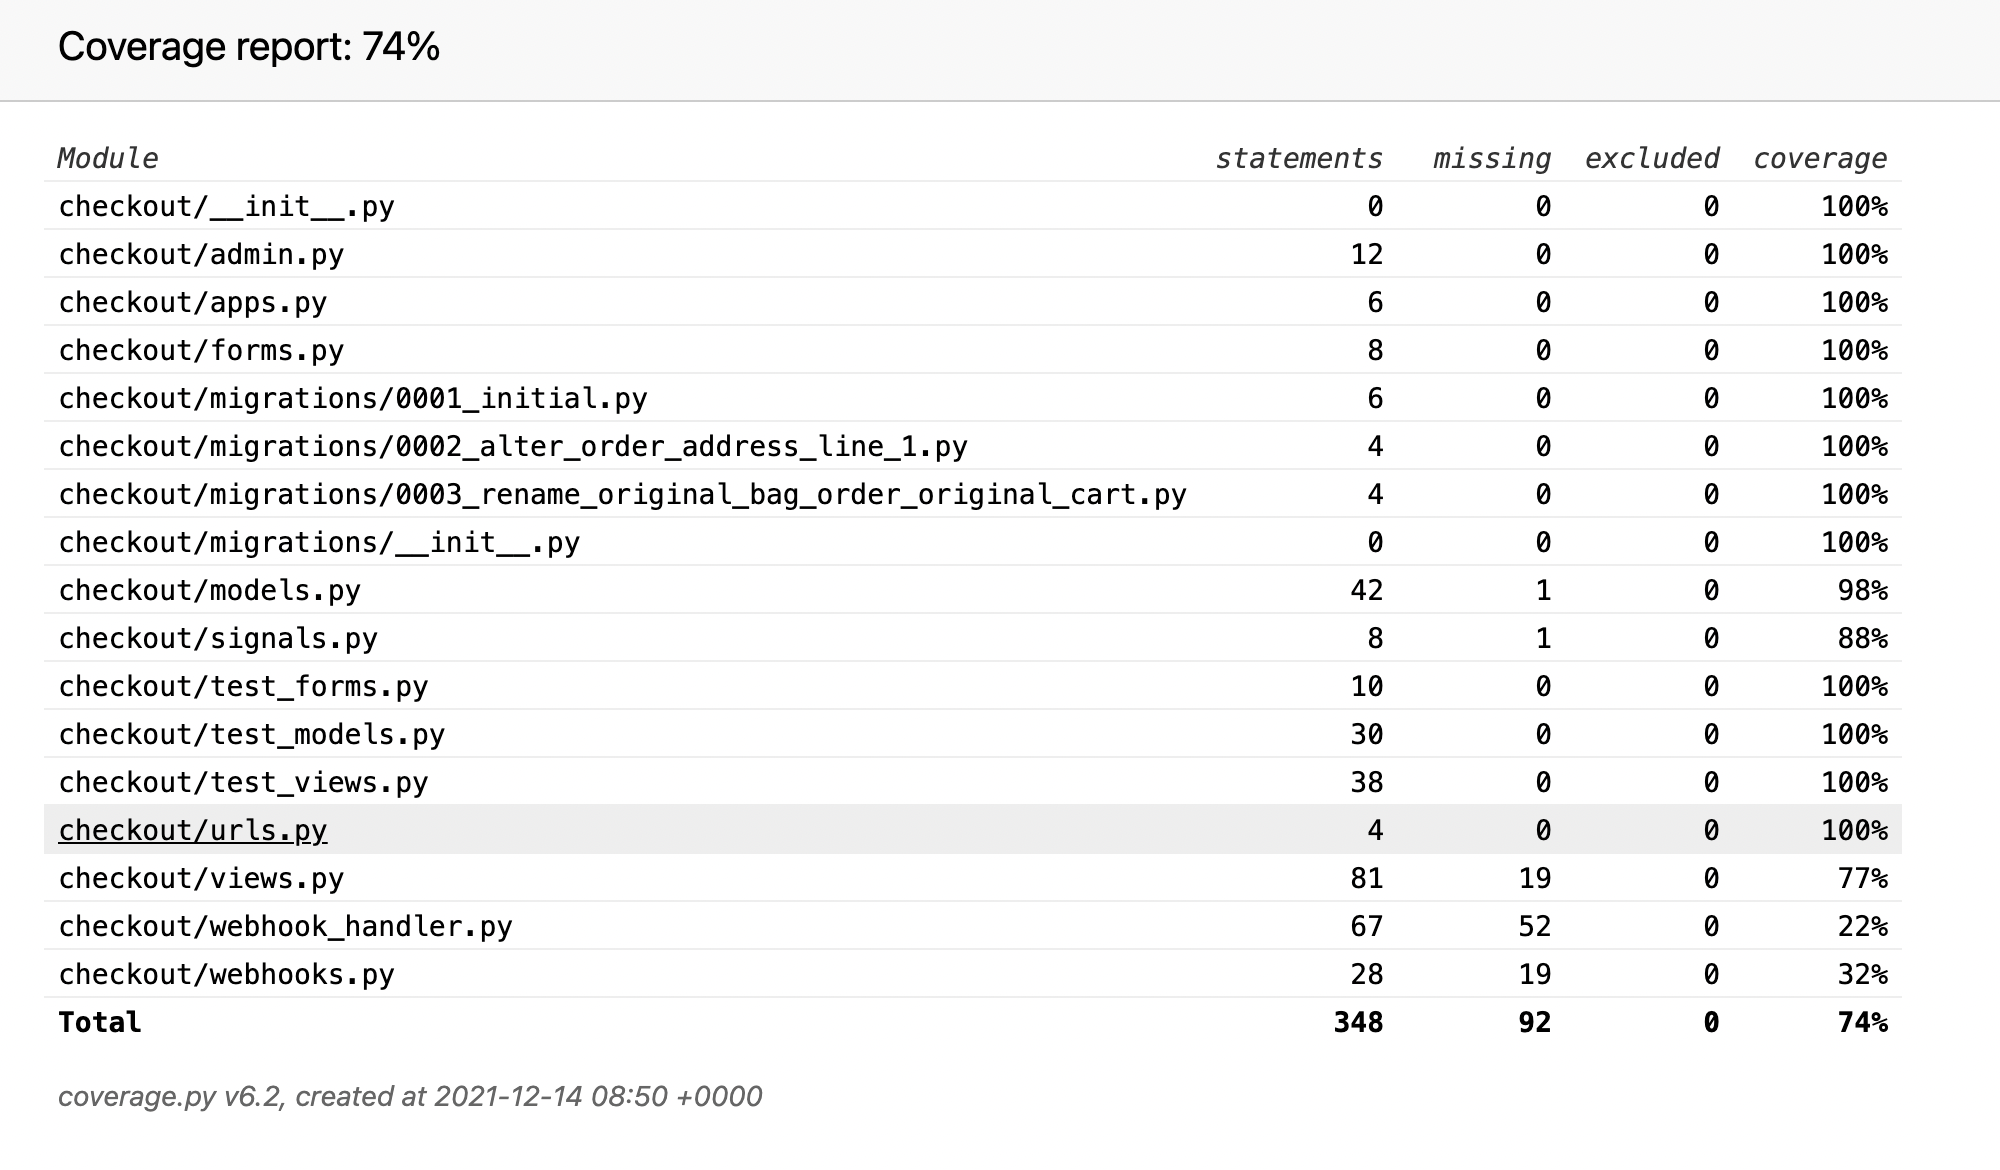 Coverage report: 74%
Module statements missing excluded coverage
checkout/__init__.py 0 0 0 100%
checkout/admin.py 12 0 0 100%
checkout/apps.py 6 0 0 100%
checkout/forms.py 8 0 0 100%
checkout/migrations/0001_initial.py 6 0 0 100%
checkout/migrations/0002_alter_order_address_line_1.py 4 0 0 100%
checkout/migrations/0003_rename_original_bag_order_original_cart.py 4 0 0 100%
checkout/migrations/__init__.py 0 0 0 100%
checkout/models.py 42 1 0 98%
checkout/signals.py 8 1 0 88%
checkout/test_forms.py 10 0 0 100%
checkout/test_models.py 30 0 0 100%
checkout/test_views.py 38 0 0 100%
checkout/urls.py 4 0 0 100%
checkout/views.py 81 19 0 77%
checkout/webhook_handler.py 67 52 0 22%
checkout/webhooks.py 28 19 0 32%
Total 348 92 0 74%
coverage.py v6.2, created at 2021-12-14 08:50 +0000